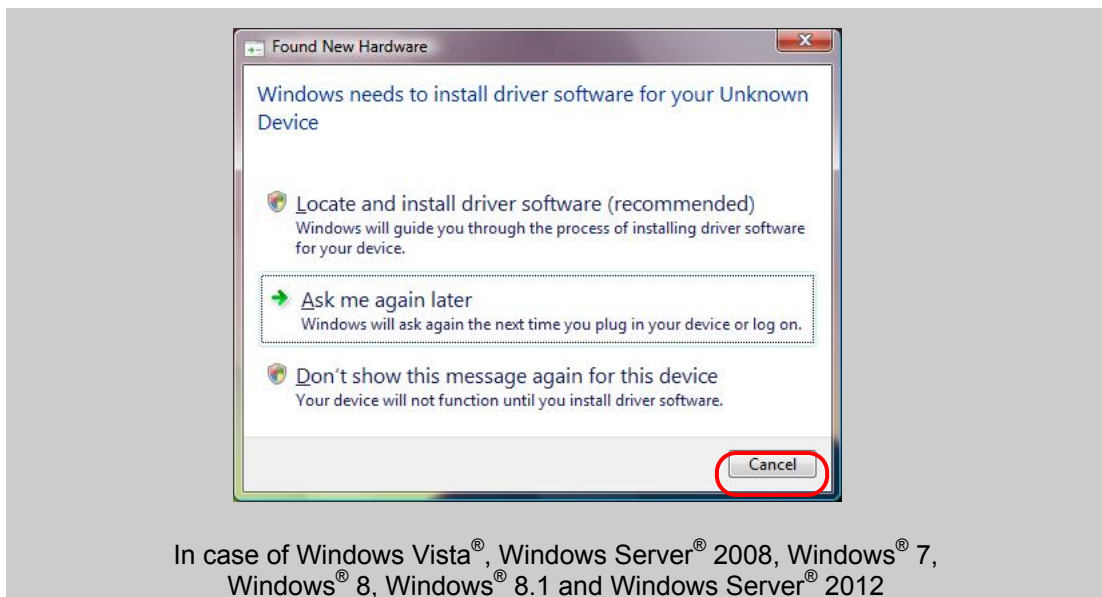 Found New Hardware
Windows needs to install driver software for your Unknown
Device
Locate and install driver software (recommended)
Windows will guide you through the process of installing driver software
for your device.
Ask me again later
Windows will ask again the next time you plug in your device or log on.
Don't show this message again for this device
Your device will not function until you install driver software.
Cancel
In case of Windows Vista®, Windows Server® 2008, Windows® 7,
Windows® 8, Windows® 8.1 and Windows Server® 2012